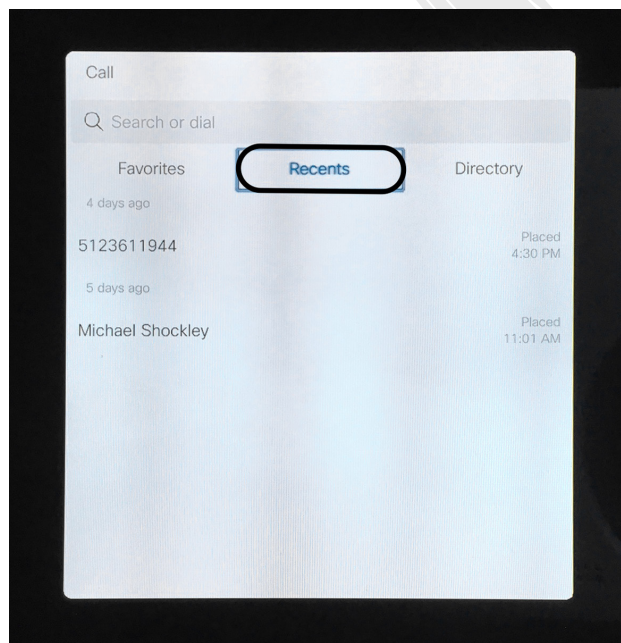 Call
Search or dial
Favorites Recents Directory
4 days ago
5123611944 Placed
4:30 PM
5 days ago
Michael Shockley Placed
11:01 AM